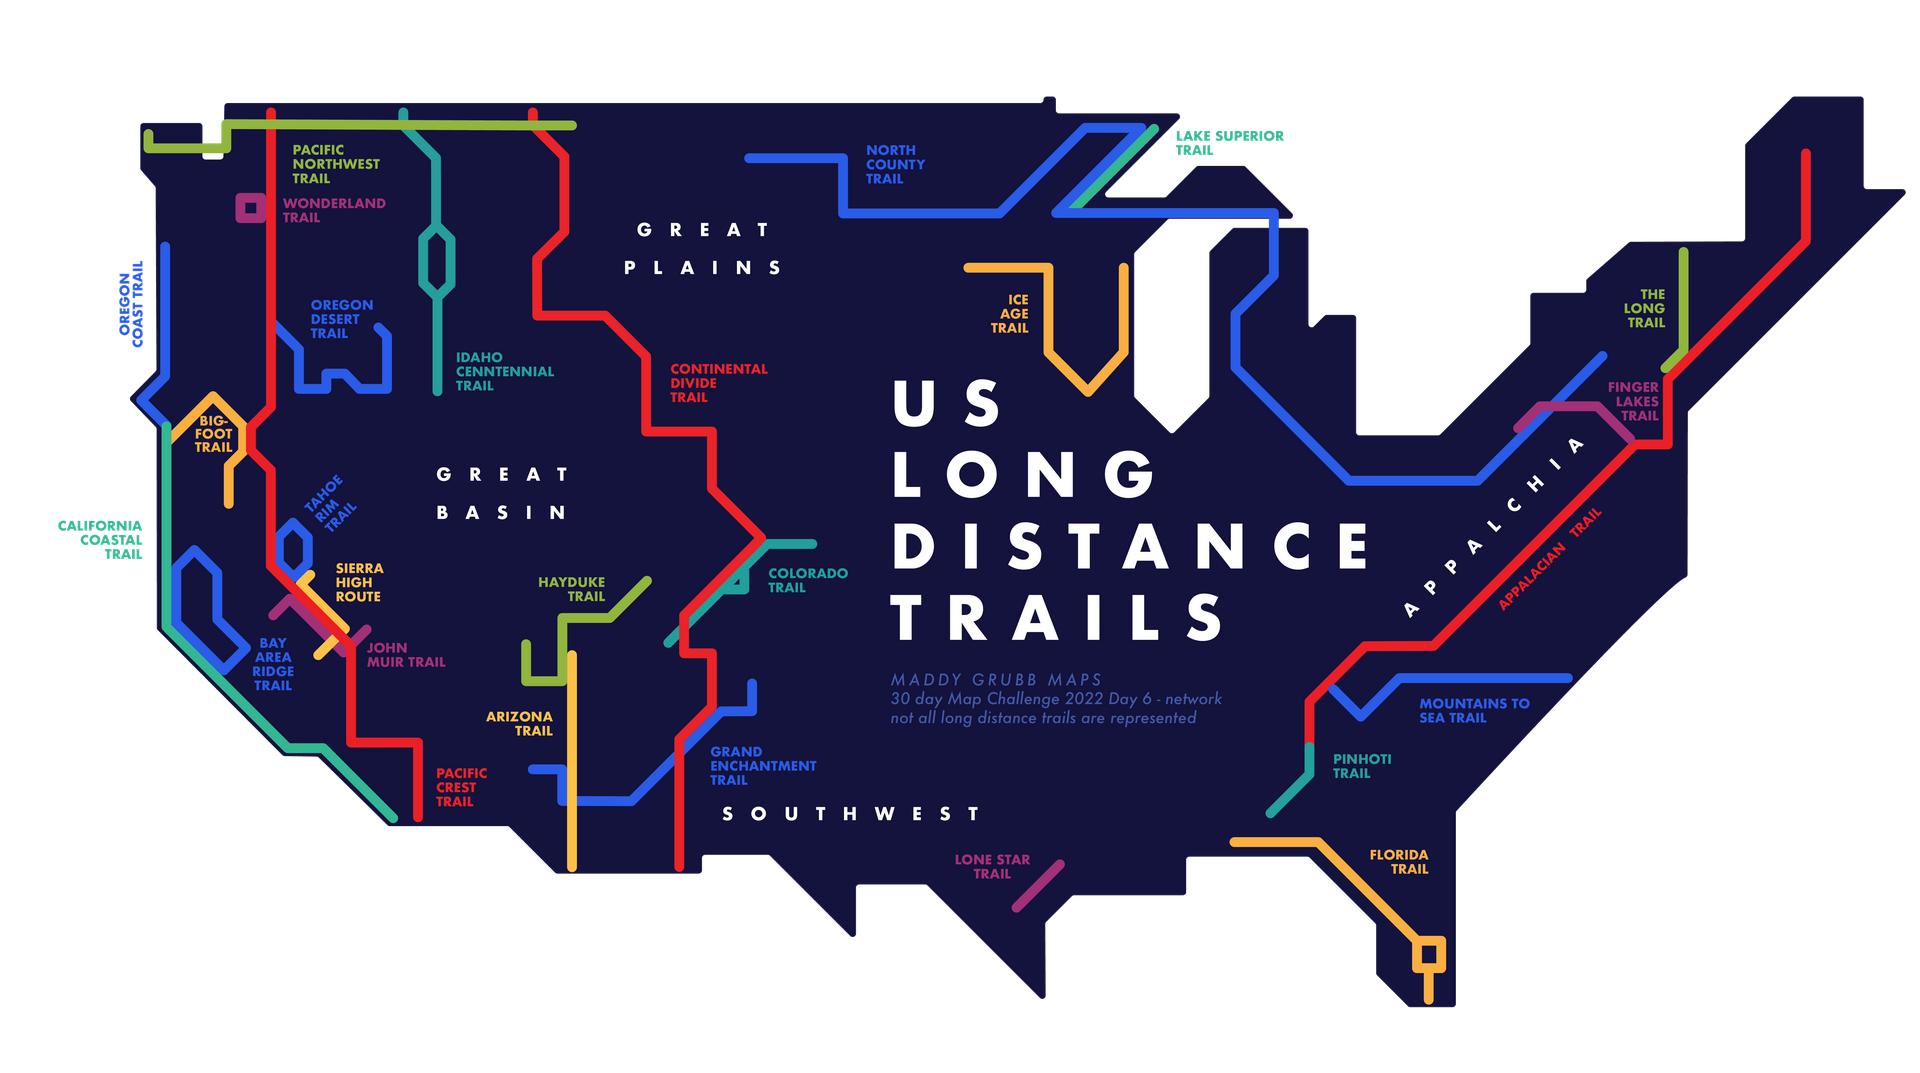 US
LONG
DISTANCE
TRAILS
MADDY GRUBB MAPS
30 day Map Challenge 2022 Day 6 - network
not all long distance trails are represented
PACIFIC
NORTHWEST
TRAIL
WONDERLAND
TRAIL
OREGON
COAST TRAIL
OREGON
DESERT
TRAIL
IDAHO
CENNTENNIAL
TRAIL
GREAT
PLAINS
CONTINENTAL
DIVIDE
TRAIL
NORTH
COUNTY
TRAIL
LAKE SUPERIOR
TRAIL
ICE
AGE
TRAIL
THE
LONG
TRAIL
FINGER
LAKES
TRAIL
BIG-
FOOT
TRAIL
GREAT
BASIN
TAHOE
RIM
TRAIL
CALIFORNIA
COASTAL
TRAIL
SIERRA
HIGH
ROUTE
BAY
AREA
RIDGE
TRAIL
JOHN
MUIR TRAIL
HAYDUKE
TRAIL
COLORADO
TRAIL
ARIZONA
TRAIL
PACIFIC
CREST
TRAIL
GRAND
ENCHANTMENT
TRAIL
SOUTHWEST
LONE STAR
TRAIL
APPALCHIA
APPALACIAN TRAIL
MOUNTAINS TO
SEA TRAIL
PINHOTI
TRAIL
FLORIDA
TRAIL